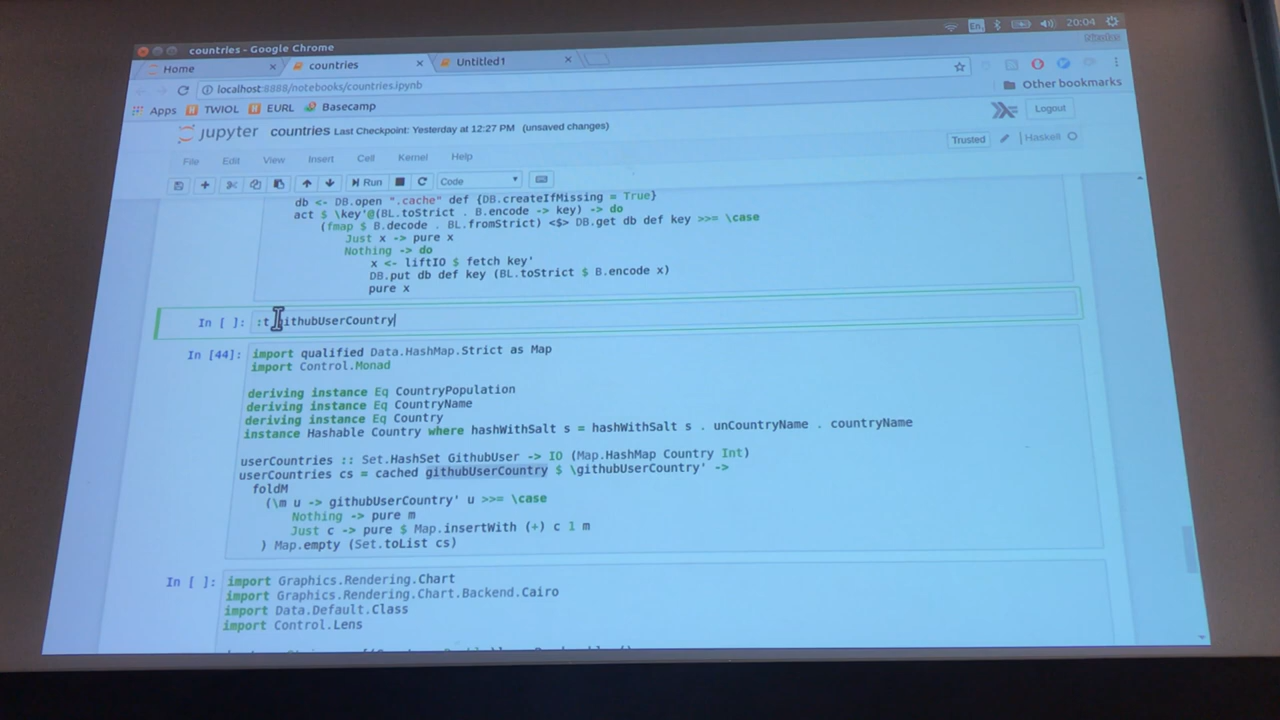 countries - Google Chrome
En
20:04
Nicolas
Home
countries
Untitled1
localhost:8888/notebooks/countries.ipynb
Apps TWIOL EURL Basecamp
Other bookmarks
jupyter countries Last Checkpoint: Yesterday at 12:27 PM (unsaved changes)
Logout
File Edit View Insert Cell Kernel Help
Trusted Haskell
Run Code
db <- DB.open ".cache" def {DB.createIfMissing = True}
act $ \key'@(BL.toStrict . B.encode -> key) -> do
(fmap $ B.decode . BL.fromStrict) <$> DB.get db def key >>= \case
Just x -> pure x
Nothing -> do
x <- liftIO $ fetch key'
DB.put db def key (BL.toStrict $ B.encode x)
pure x
In [ ]: :t githubUserCountry
In [44]: import qualified Data.HashMap.Strict as Map
import Control.Monad
deriving instance Eq CountryPopulation
deriving instance Eq CountryName
deriving instance Eq Country
instance Hashable Country where hashWithSalt s = hashWithSalt s . unCountryName . countryName
userCountries :: Set.HashSet GithubUser -> IO (Map.HashMap Country Int)
userCountries cs = cached githubUserCountry $ \githubUserCountry' ->
foldM
(\m u -> githubUserCountry' u >>= \case
Nothing -> pure m
Just c -> pure $ Map.insertWith (+) c 1 m
) Map.empty (Set.toList cs)
In [ ]: import Graphics.Rendering.Chart
import Graphics.Rendering.Chart.Backend.Cairo
import Data.Default.Class
import Control.Lens